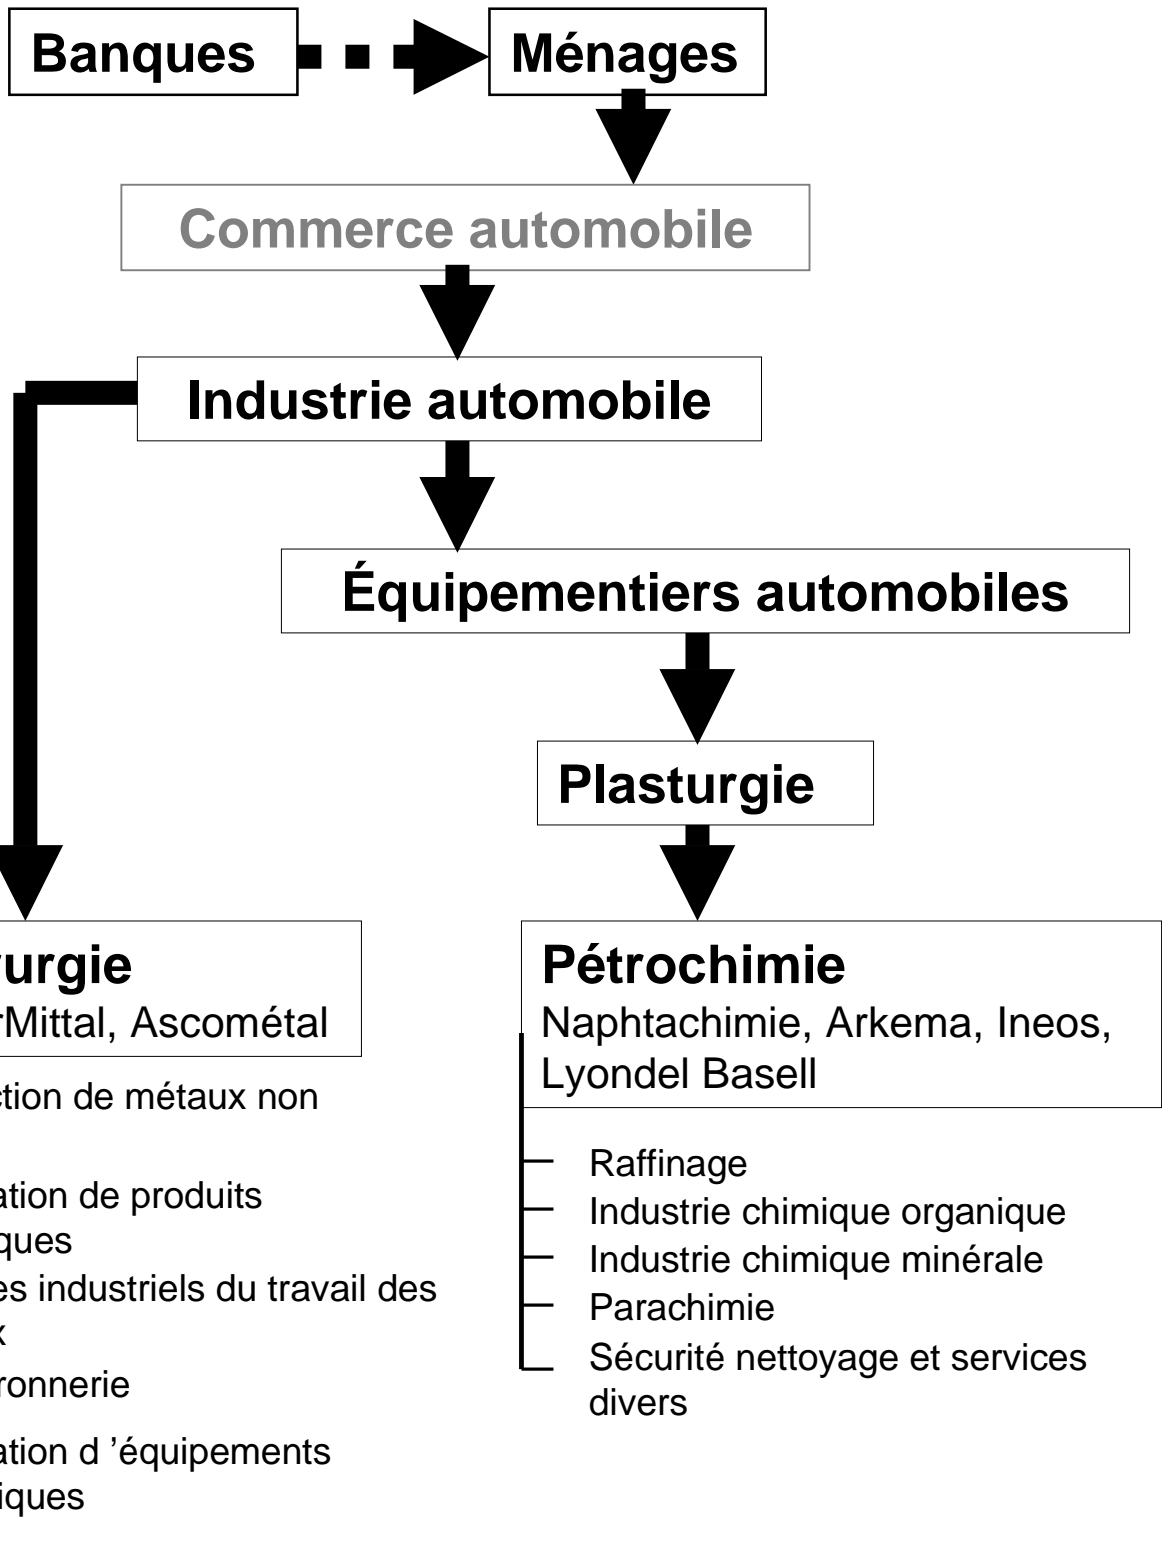 Banques
Ménages
Commerce automobile
Industrie automobile
Équipementiers automobiles
Plasturgie
urgie
Mittal, Ascométal
Pétrochimie
Naphtachimie, Arkema, Ineos,
Lyondel Basell
ction de métaux non
ation de produits
ques
es industriels du travail des
x
ronnerie
ation d ’équipements
iques
Raffinage
Industrie chimique organique
Industrie chimique minérale
Parachimie
Sécurité nettoyage et services
divers